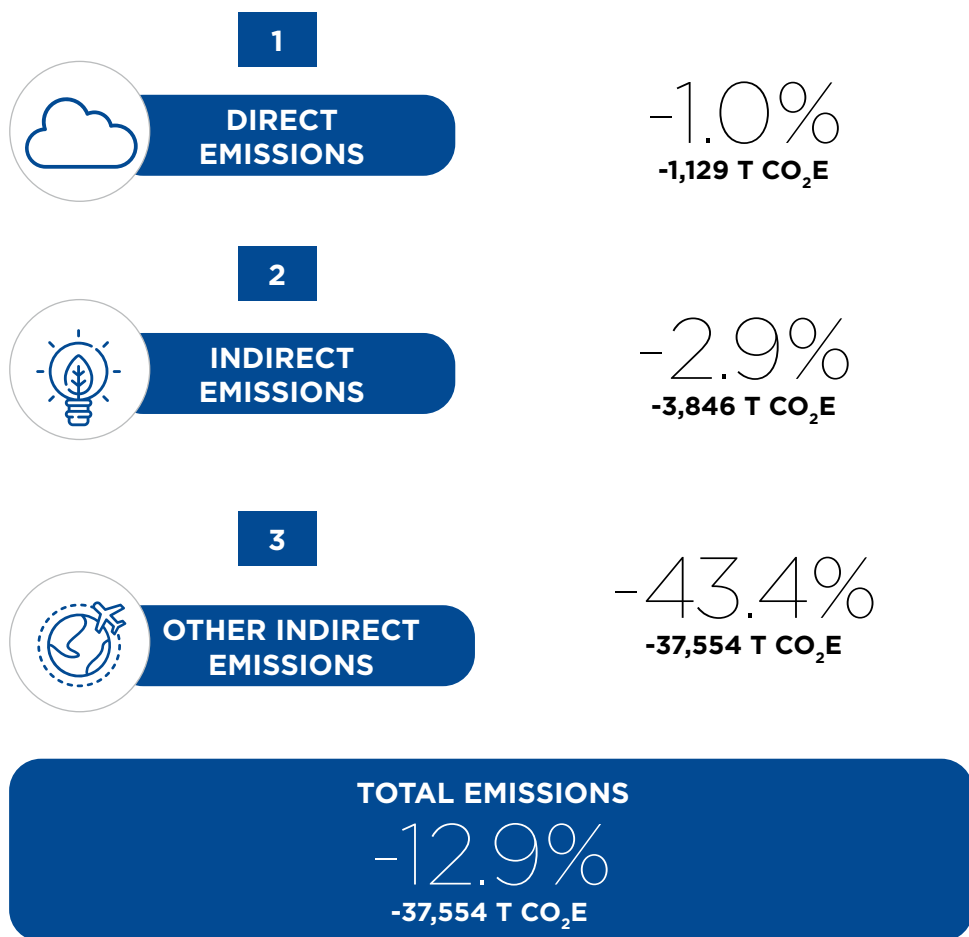 1
DIRECT
EMISSIONS
-1.0%
-1,129 T CO₂E
2
INDIRECT
EMISSIONS
-2.9%
-3,846 T CO₂E
3
OTHER INDIRECT
EMISSIONS
-43.4%
-37,554 T CO₂E
TOTAL EMISSIONS
-12.9%
-37,554 T CO₂E